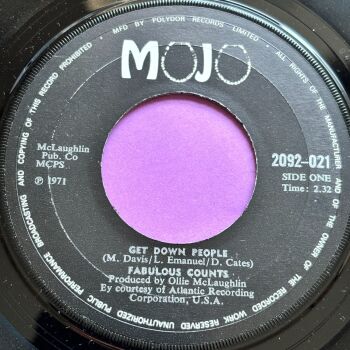 MFG BY POLYDOR RECORDS LIMITED · ALL RIGHTS OF THE MANUFACTURER AND OF THE OWNER OF THE RECORDED WORK RESERVED UNAUTHORIZED PUBLIC PERFORMANCE BROADCASTING AND COPYING OF THIS RECORD PROHIBITED ·
MOJO
McLaughlin
Pub. Co
MCPS
℗ 1971
2092-021
SIDE ONE
Time: 2.32
GET DOWN PEOPLE
(M. Davis/L. Emanuel/D. Cates)
FABULOUS COUNTS
Produced by Ollie McLaughlin
Ey courtesy of Atlantic Recording
Corporation, U.S.A.